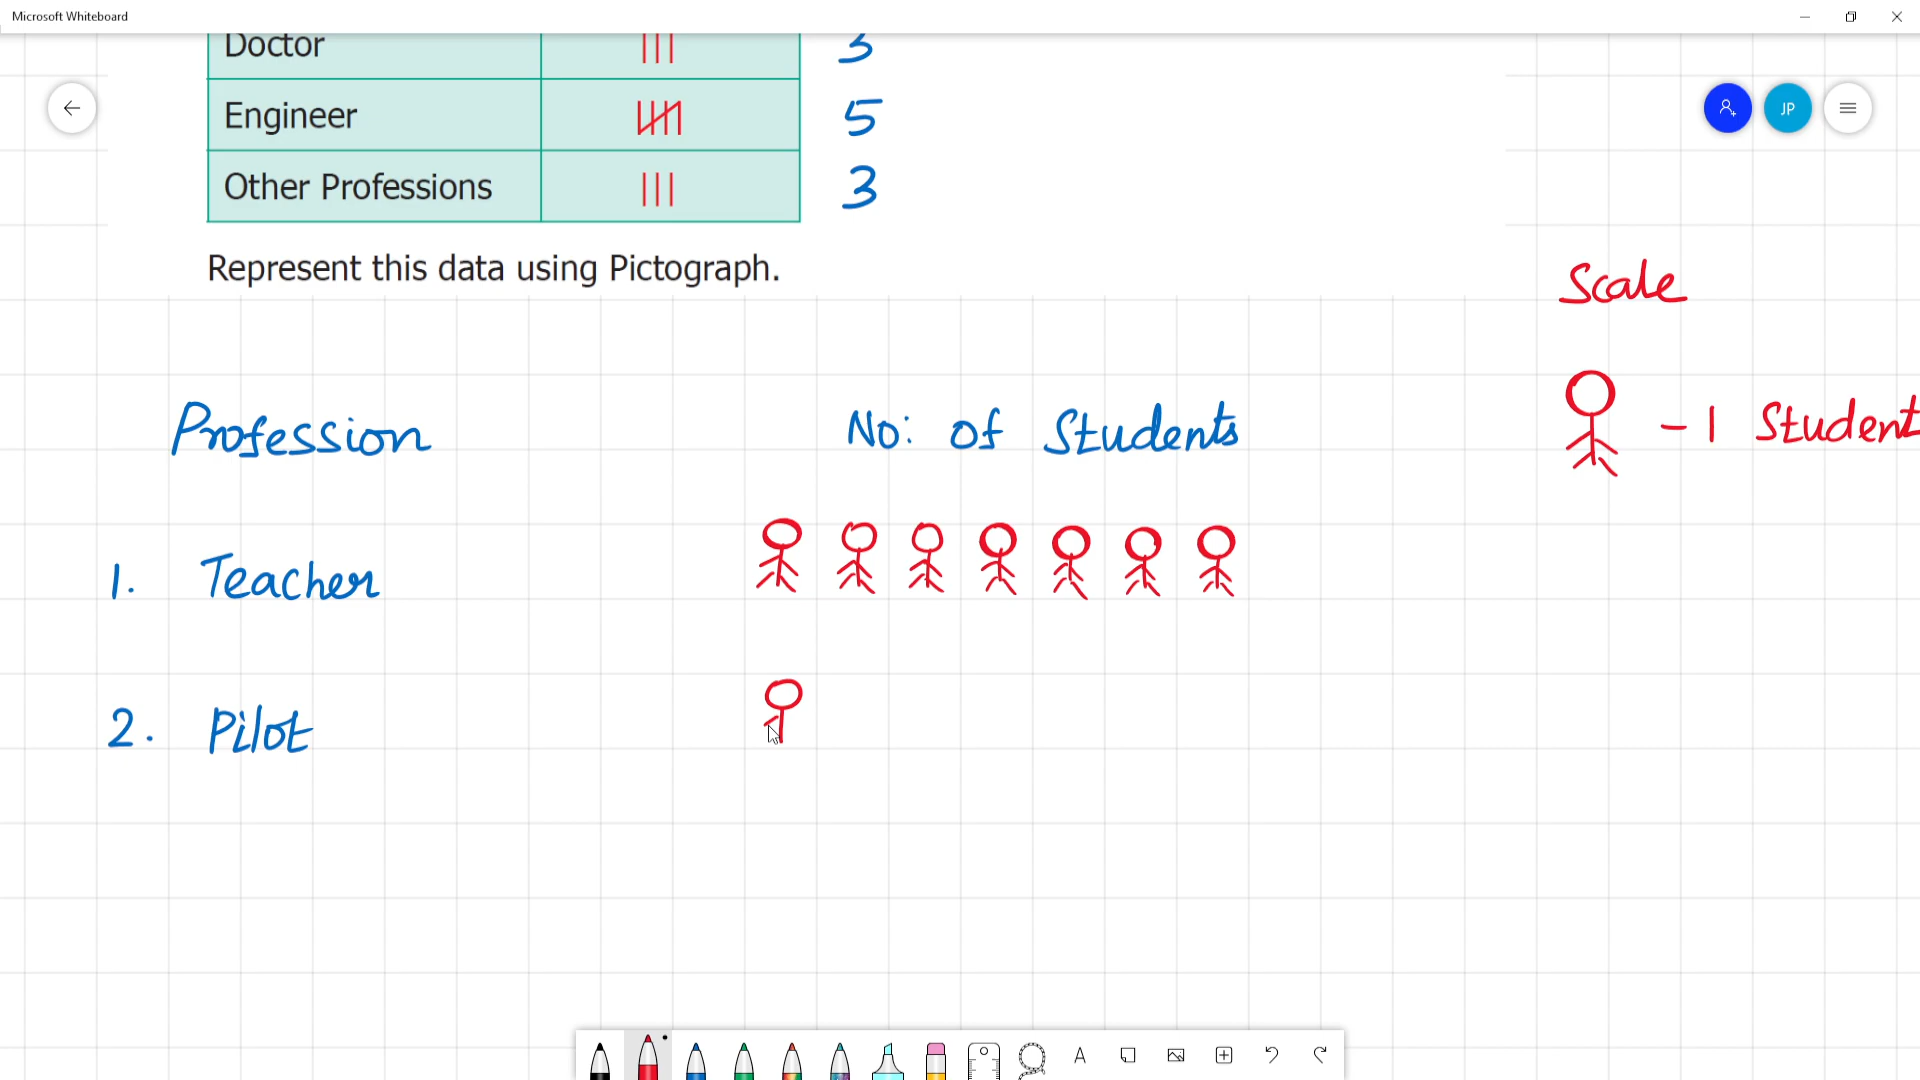 Microsoft Whiteboard
Doctor 3
JP
Engineer 5
Other Professions 3
Represent this data using Pictograph.
Scale
Profession No: of Students
- 1 Student
1. Teacher
2. Pilot
A